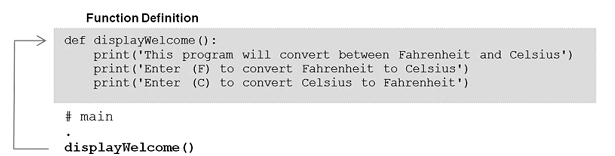 Function Definition
def displayWelcome():
    print('This program will convert between Fahrenheit and Celsius')
    print('Enter (F) to convert Fahrenheit to Celsius')
    print('Enter (C) to convert Celsius to Fahrenheit')
# main
.
displayWelcome()